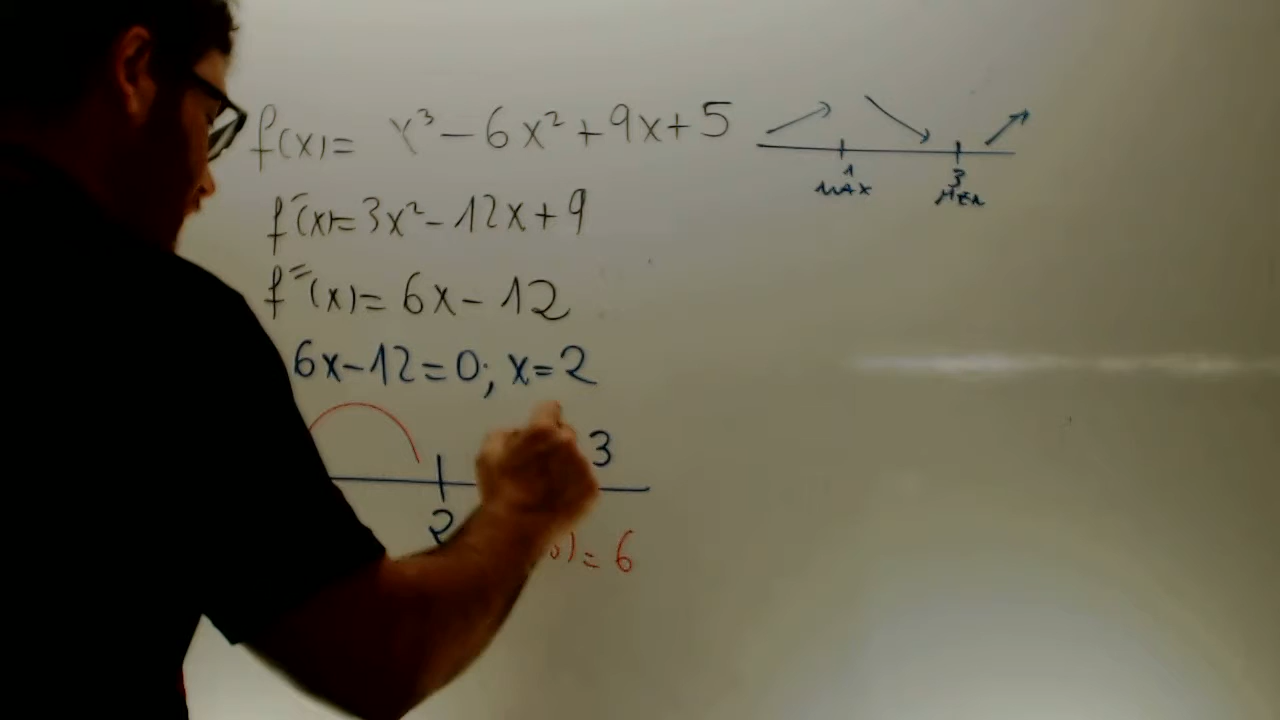 f(x)= x³-6x²+9x+5
1 3
MAX MIN
f'(x)=3x²-12x+9
f''(x)=6x-12
6x-12=0; x=2
3
2
)=6